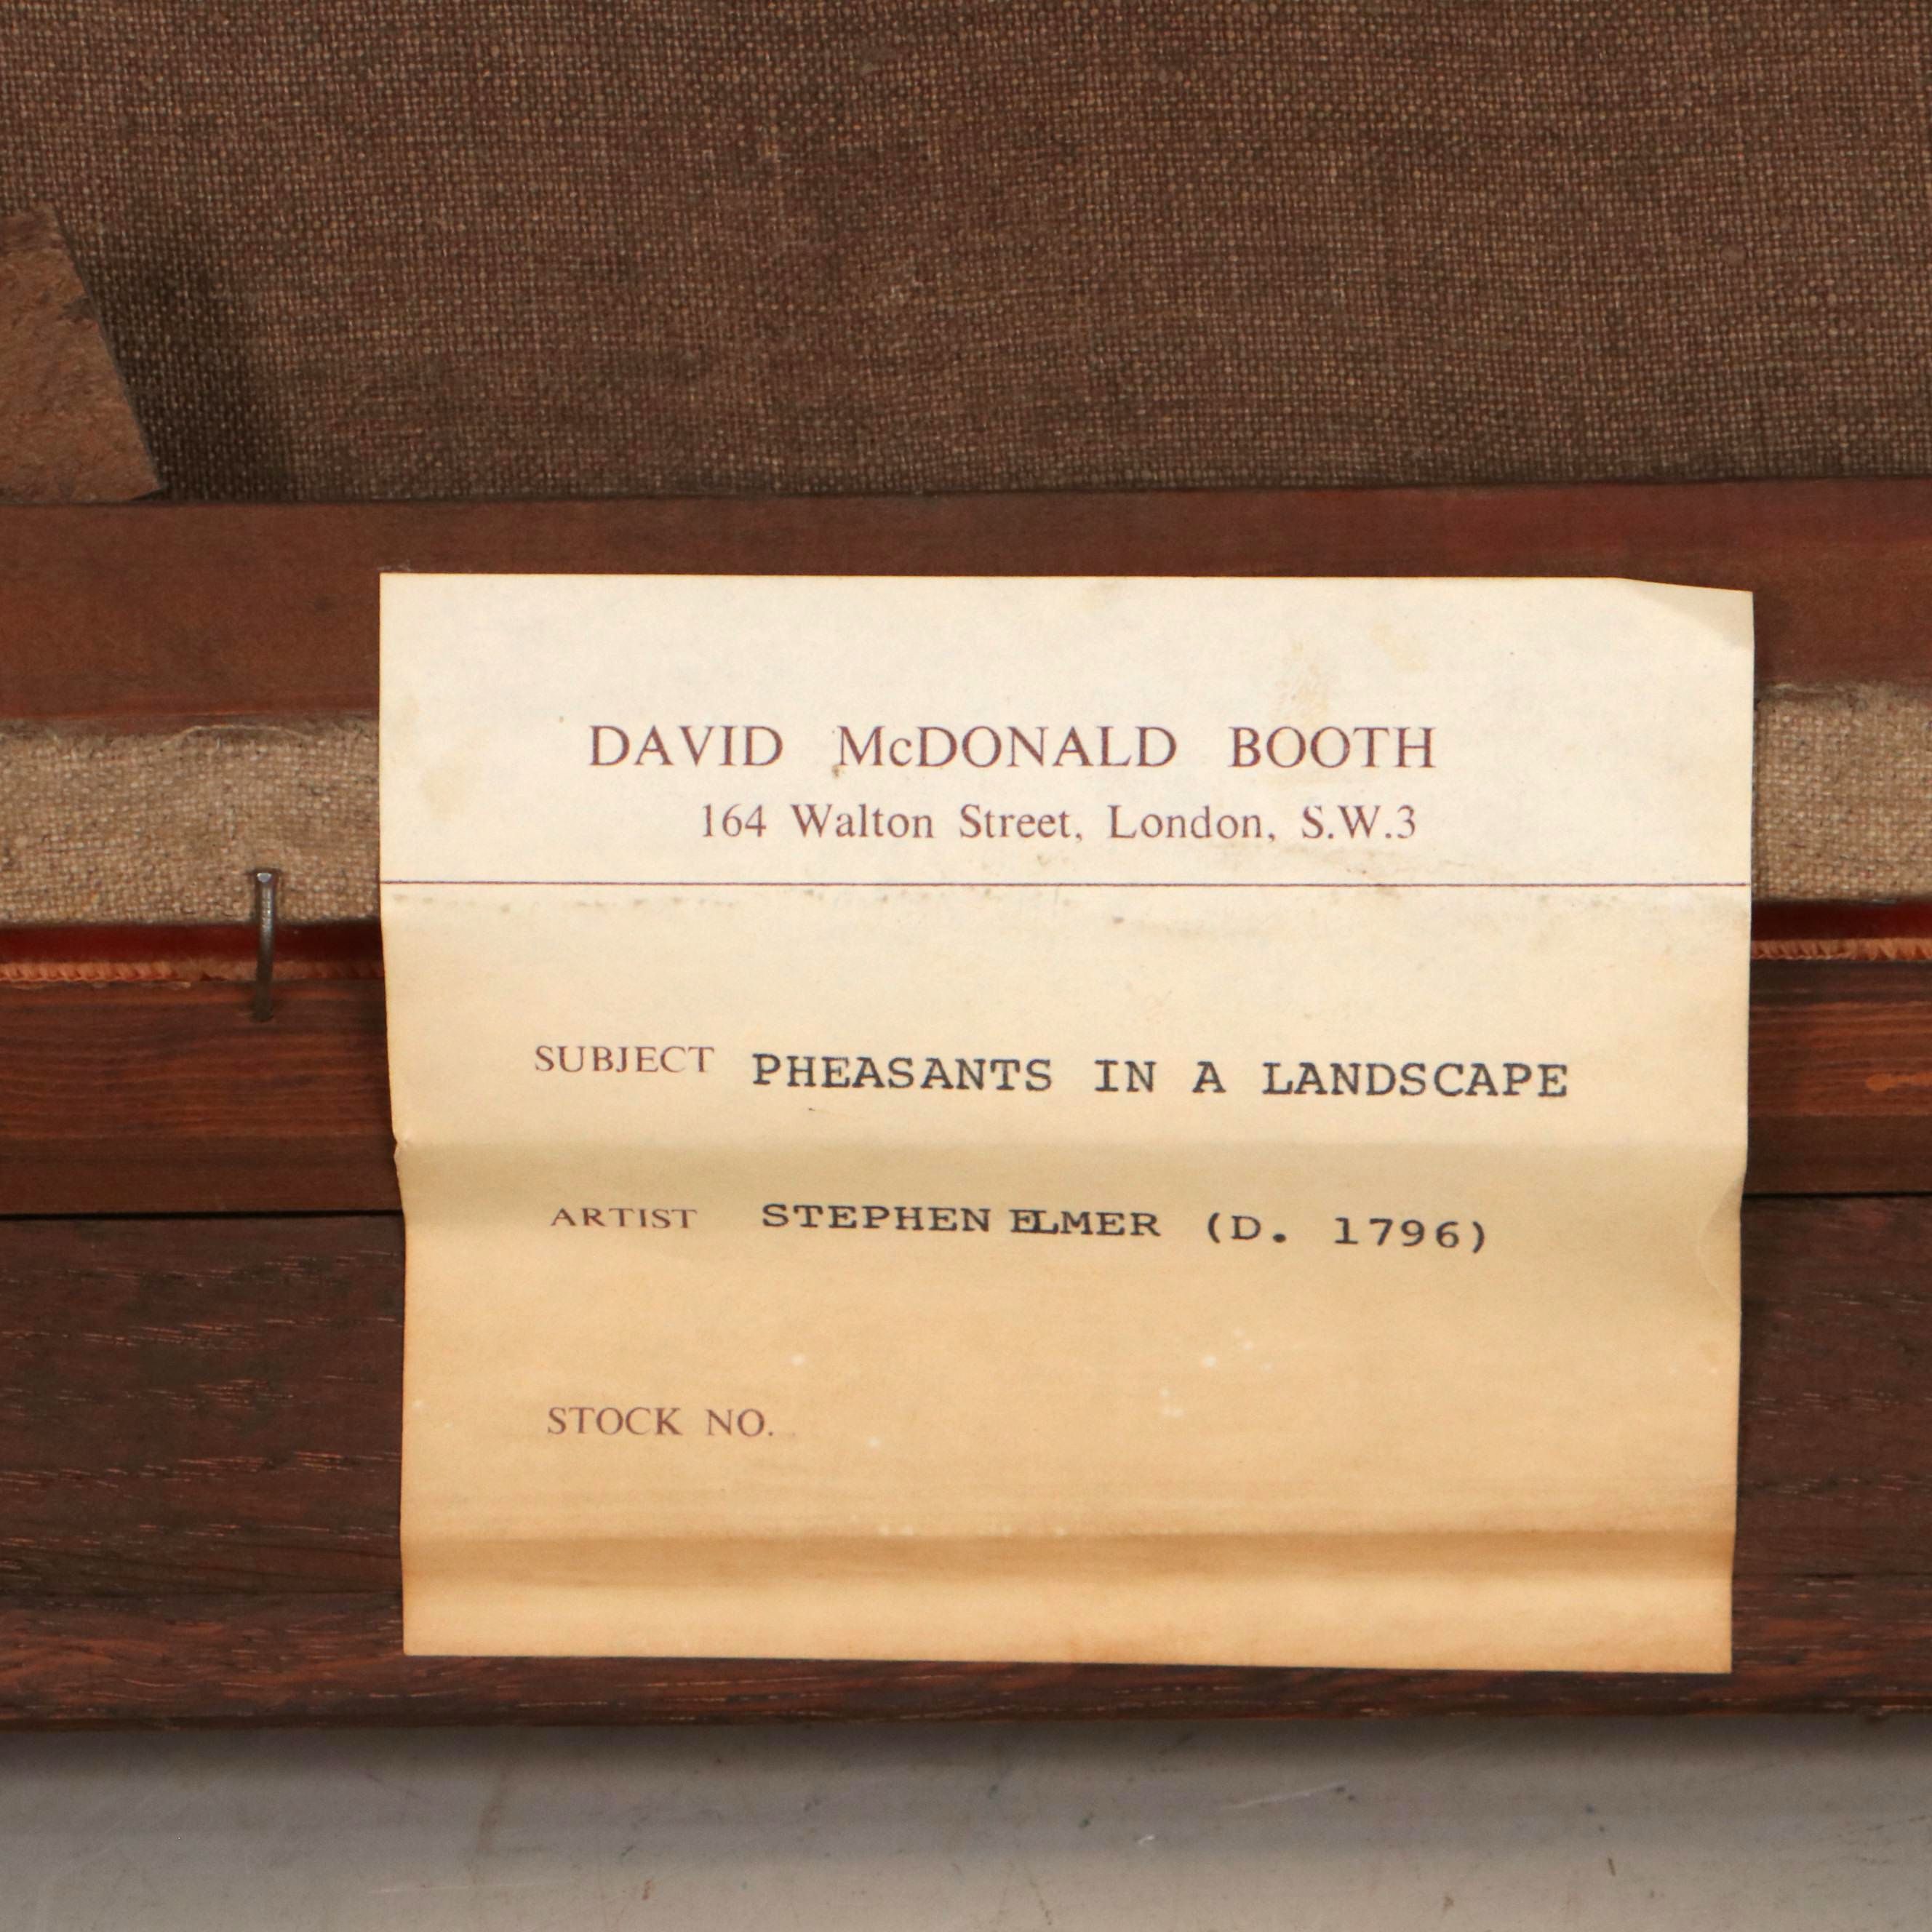 DAVID McDONALD BOOTH
164 Walton Street, London, S.W.3
SUBJECT PHEASANTS IN A LANDSCAPE
ARTIST STEPHEN ELMER (D. 1796)
STOCK NO.